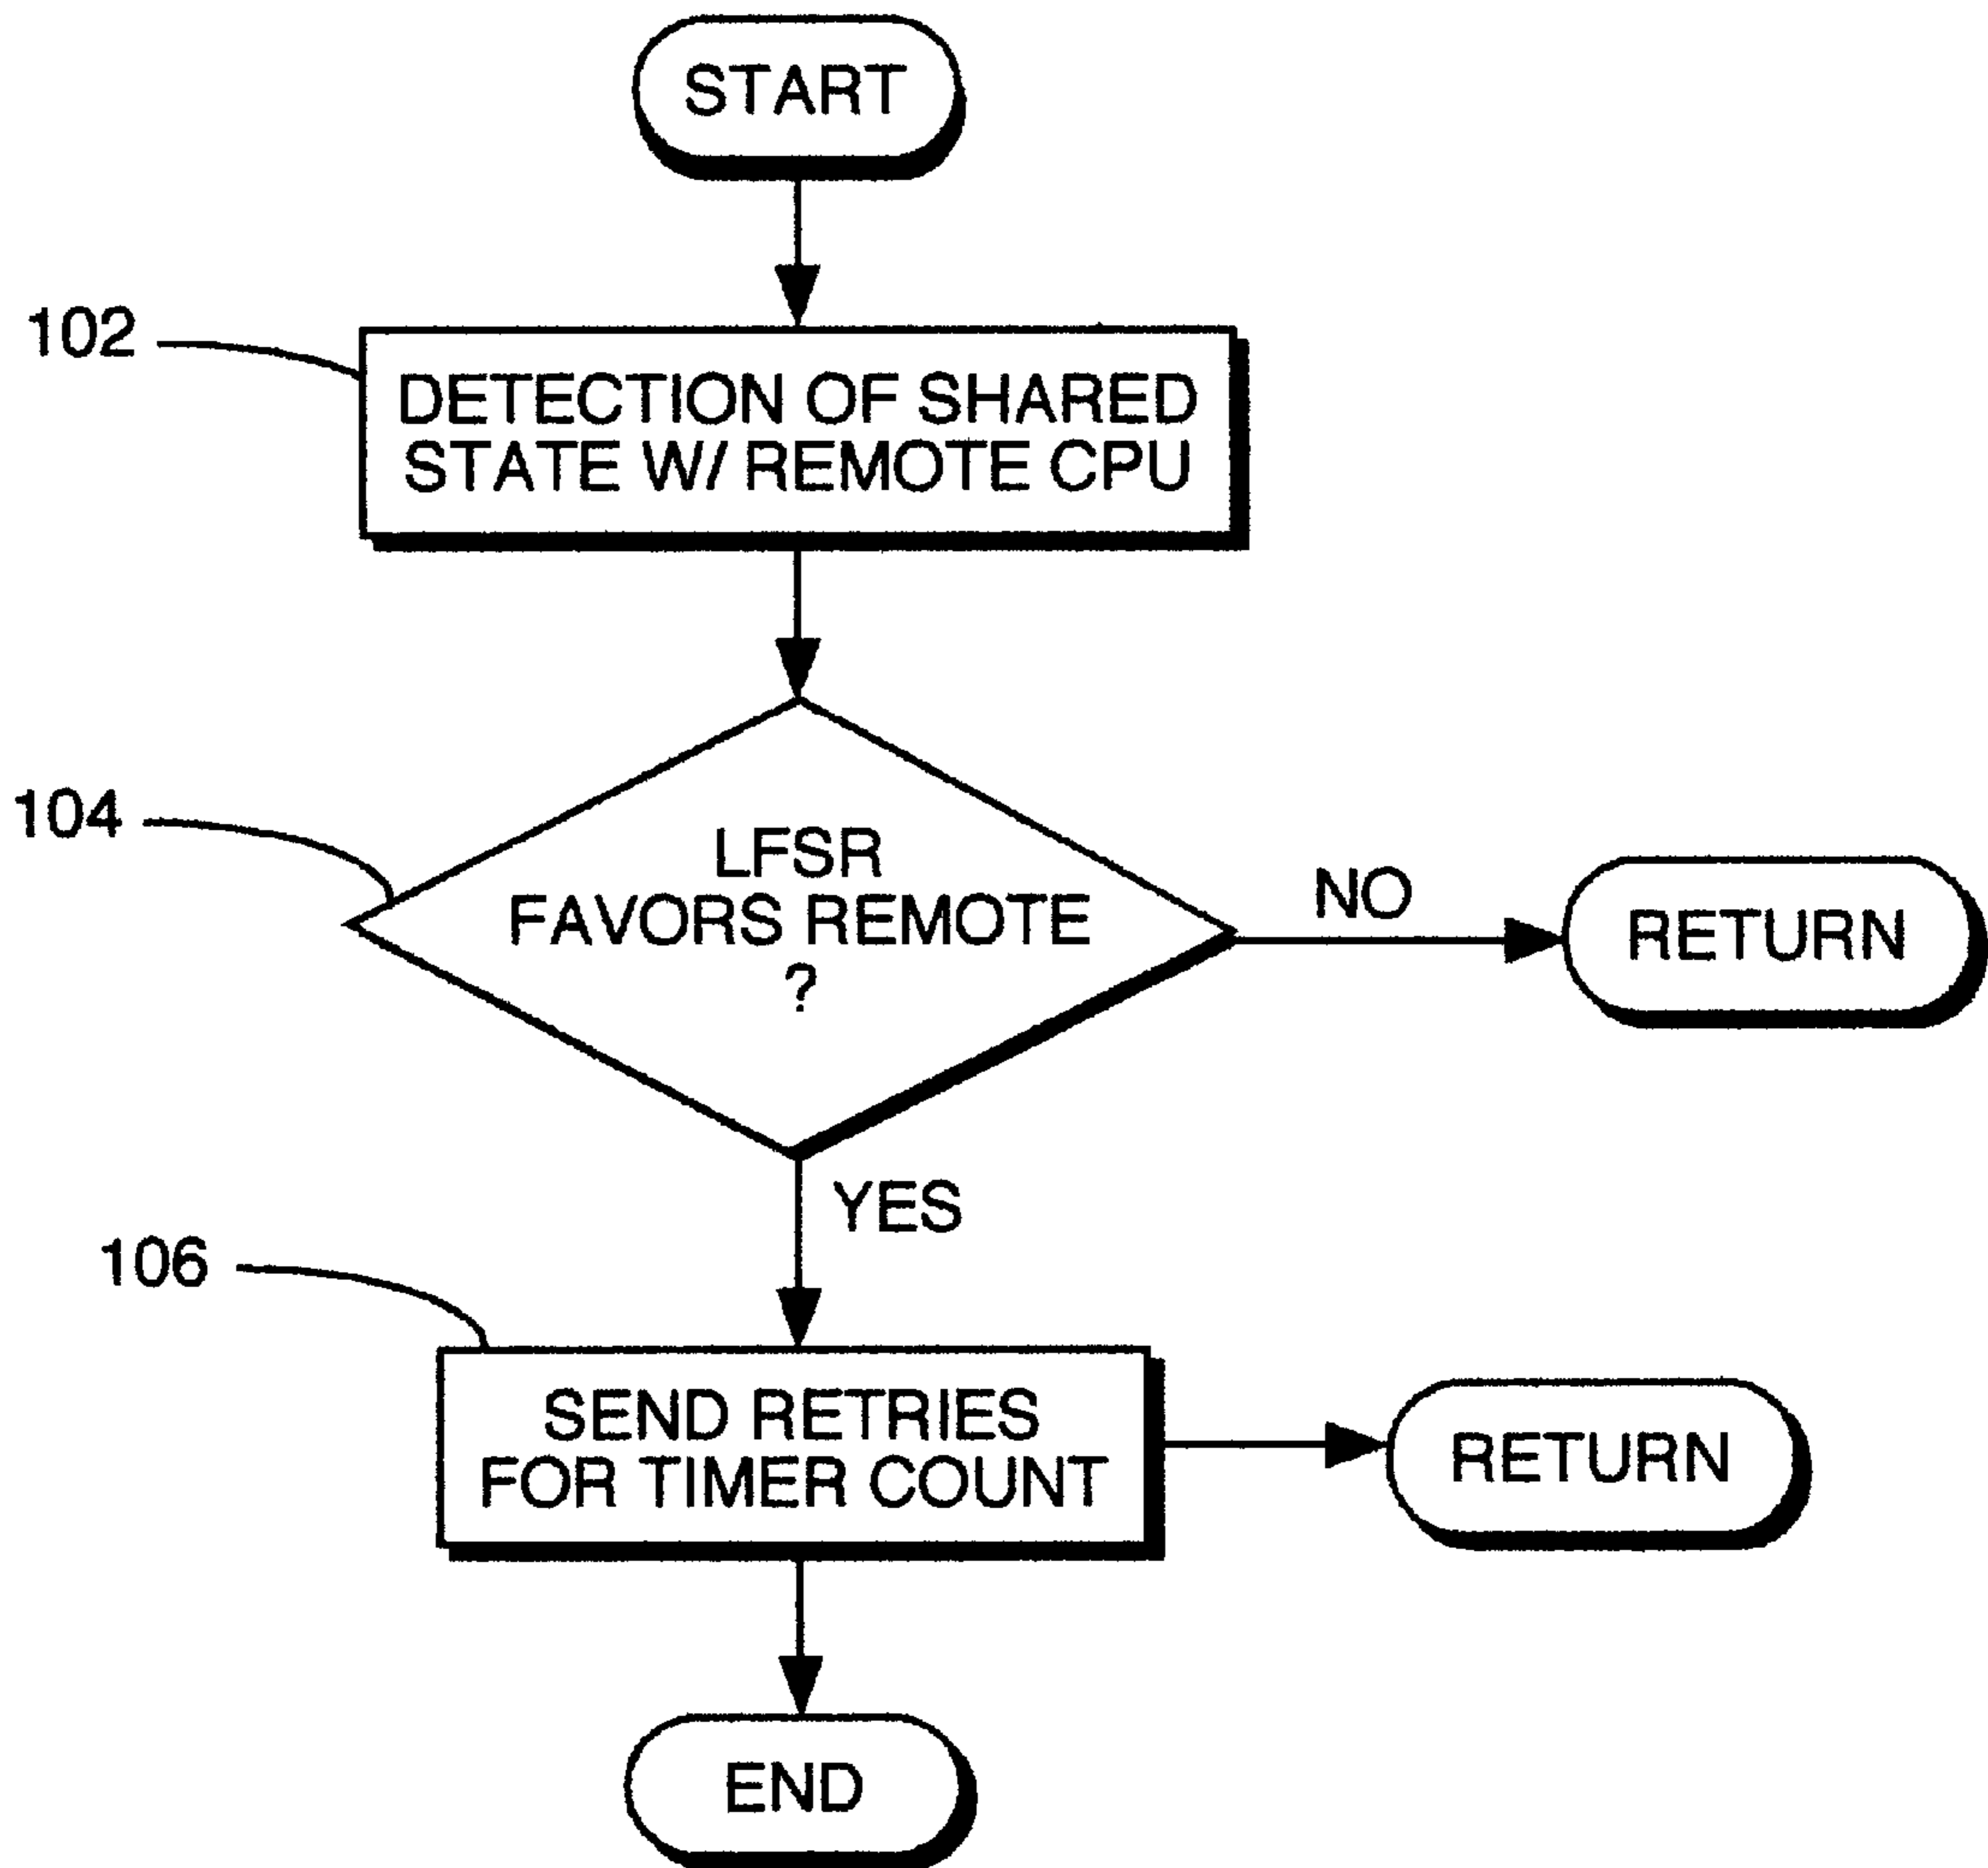 START
102
DETECTION OF SHARED
STATE W/ REMOTE CPU
104
LFSR
FAVORS REMOTE
?
NO
RETURN
YES
106
SEND RETRIES
FOR TIMER COUNT
RETURN
END